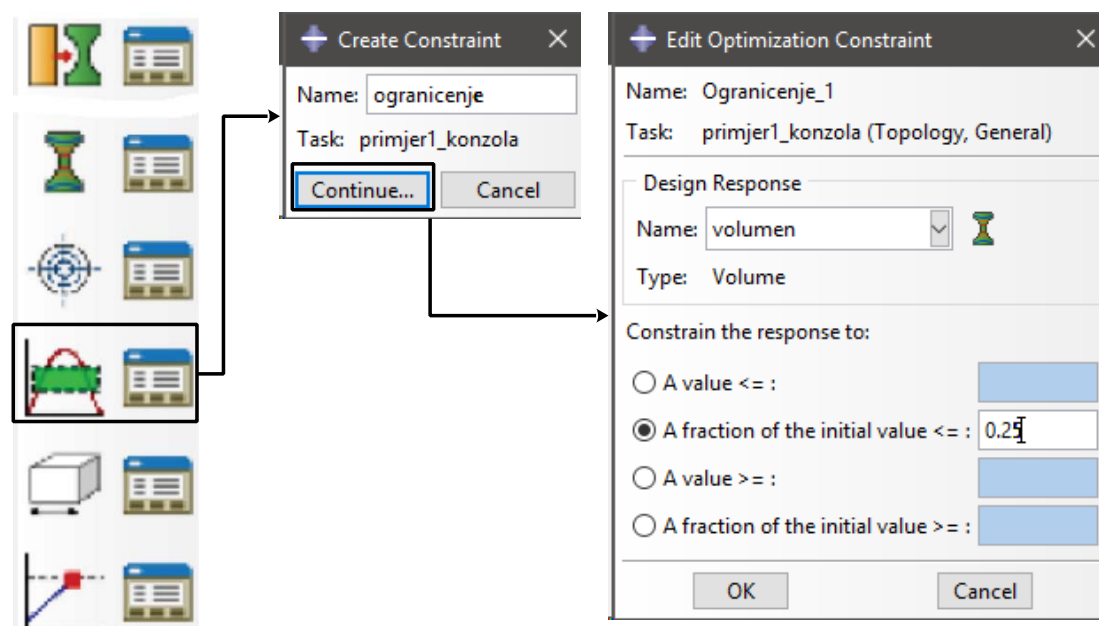 Create Constraint
Name: ogranicenje
Task: primjer1_konzola
Continue... Cancel
Edit Optimization Constraint
Name: Ogranicenje_1
Task: primjer1_konzola (Topology, General)
Design Response
Name: volumen
Type: Volume
Constrain the response to:
A value <= :
A fraction of the initial value <= : 0.25
A value >= :
A fraction of the initial value >= :
OK Cancel